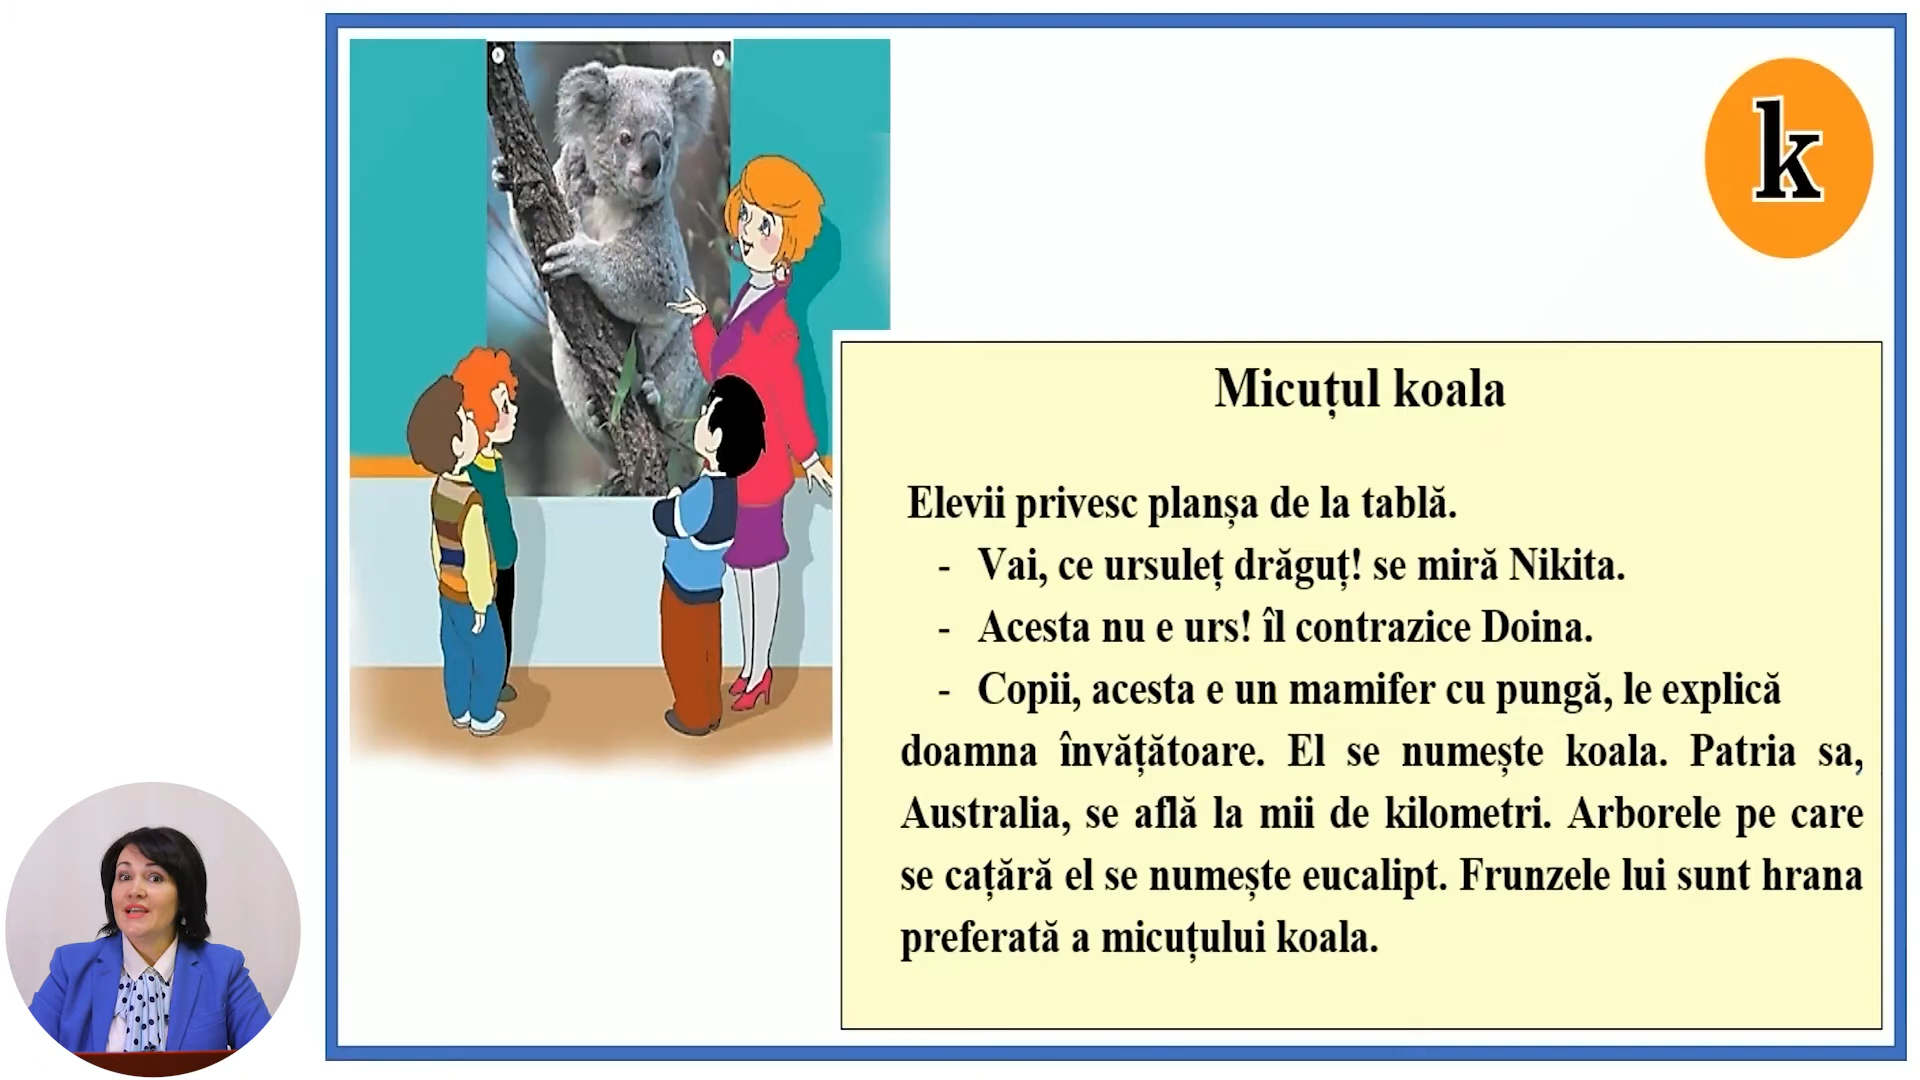 k
Micuțul koala
Elevii privesc planșa de la tablă.
- Vai, ce ursuleț drăguț! se miră Nikita.
- Acesta nu e urs! îl contrazice Doina.
- Copii, acesta e un mamifer cu pungă, le explică
doamna învățătoare. El se numește koala. Patria sa,
Australia, se află la mii de kilometri. Arborele pe care
se cațără el se numește eucalipt. Frunzele lui sunt hrana
preferată a micuțului koala.